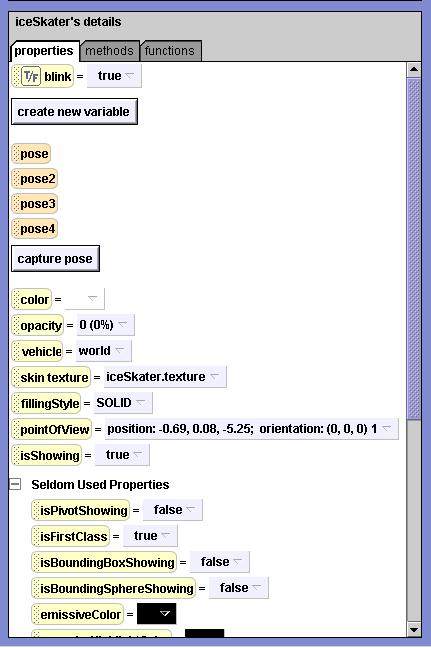 iceSkater's details
properties methods functions
T/F blink = true
create new variable
pose
pose2
pose3
pose4
capture pose
color =
opacity = 0 (0%)
vehicle = world
skin texture = iceSkater.texture
fillingStyle = SOLID
pointOfView = position: -0.69, 0.08, -5.25; orientation: (0, 0, 0) 1
isShowing = true
Seldom Used Properties
isPivotShowing = false
isFirstClass = true
isBoundingBoxShowing = false
isBoundingSphereShowing = false
emissiveColor =